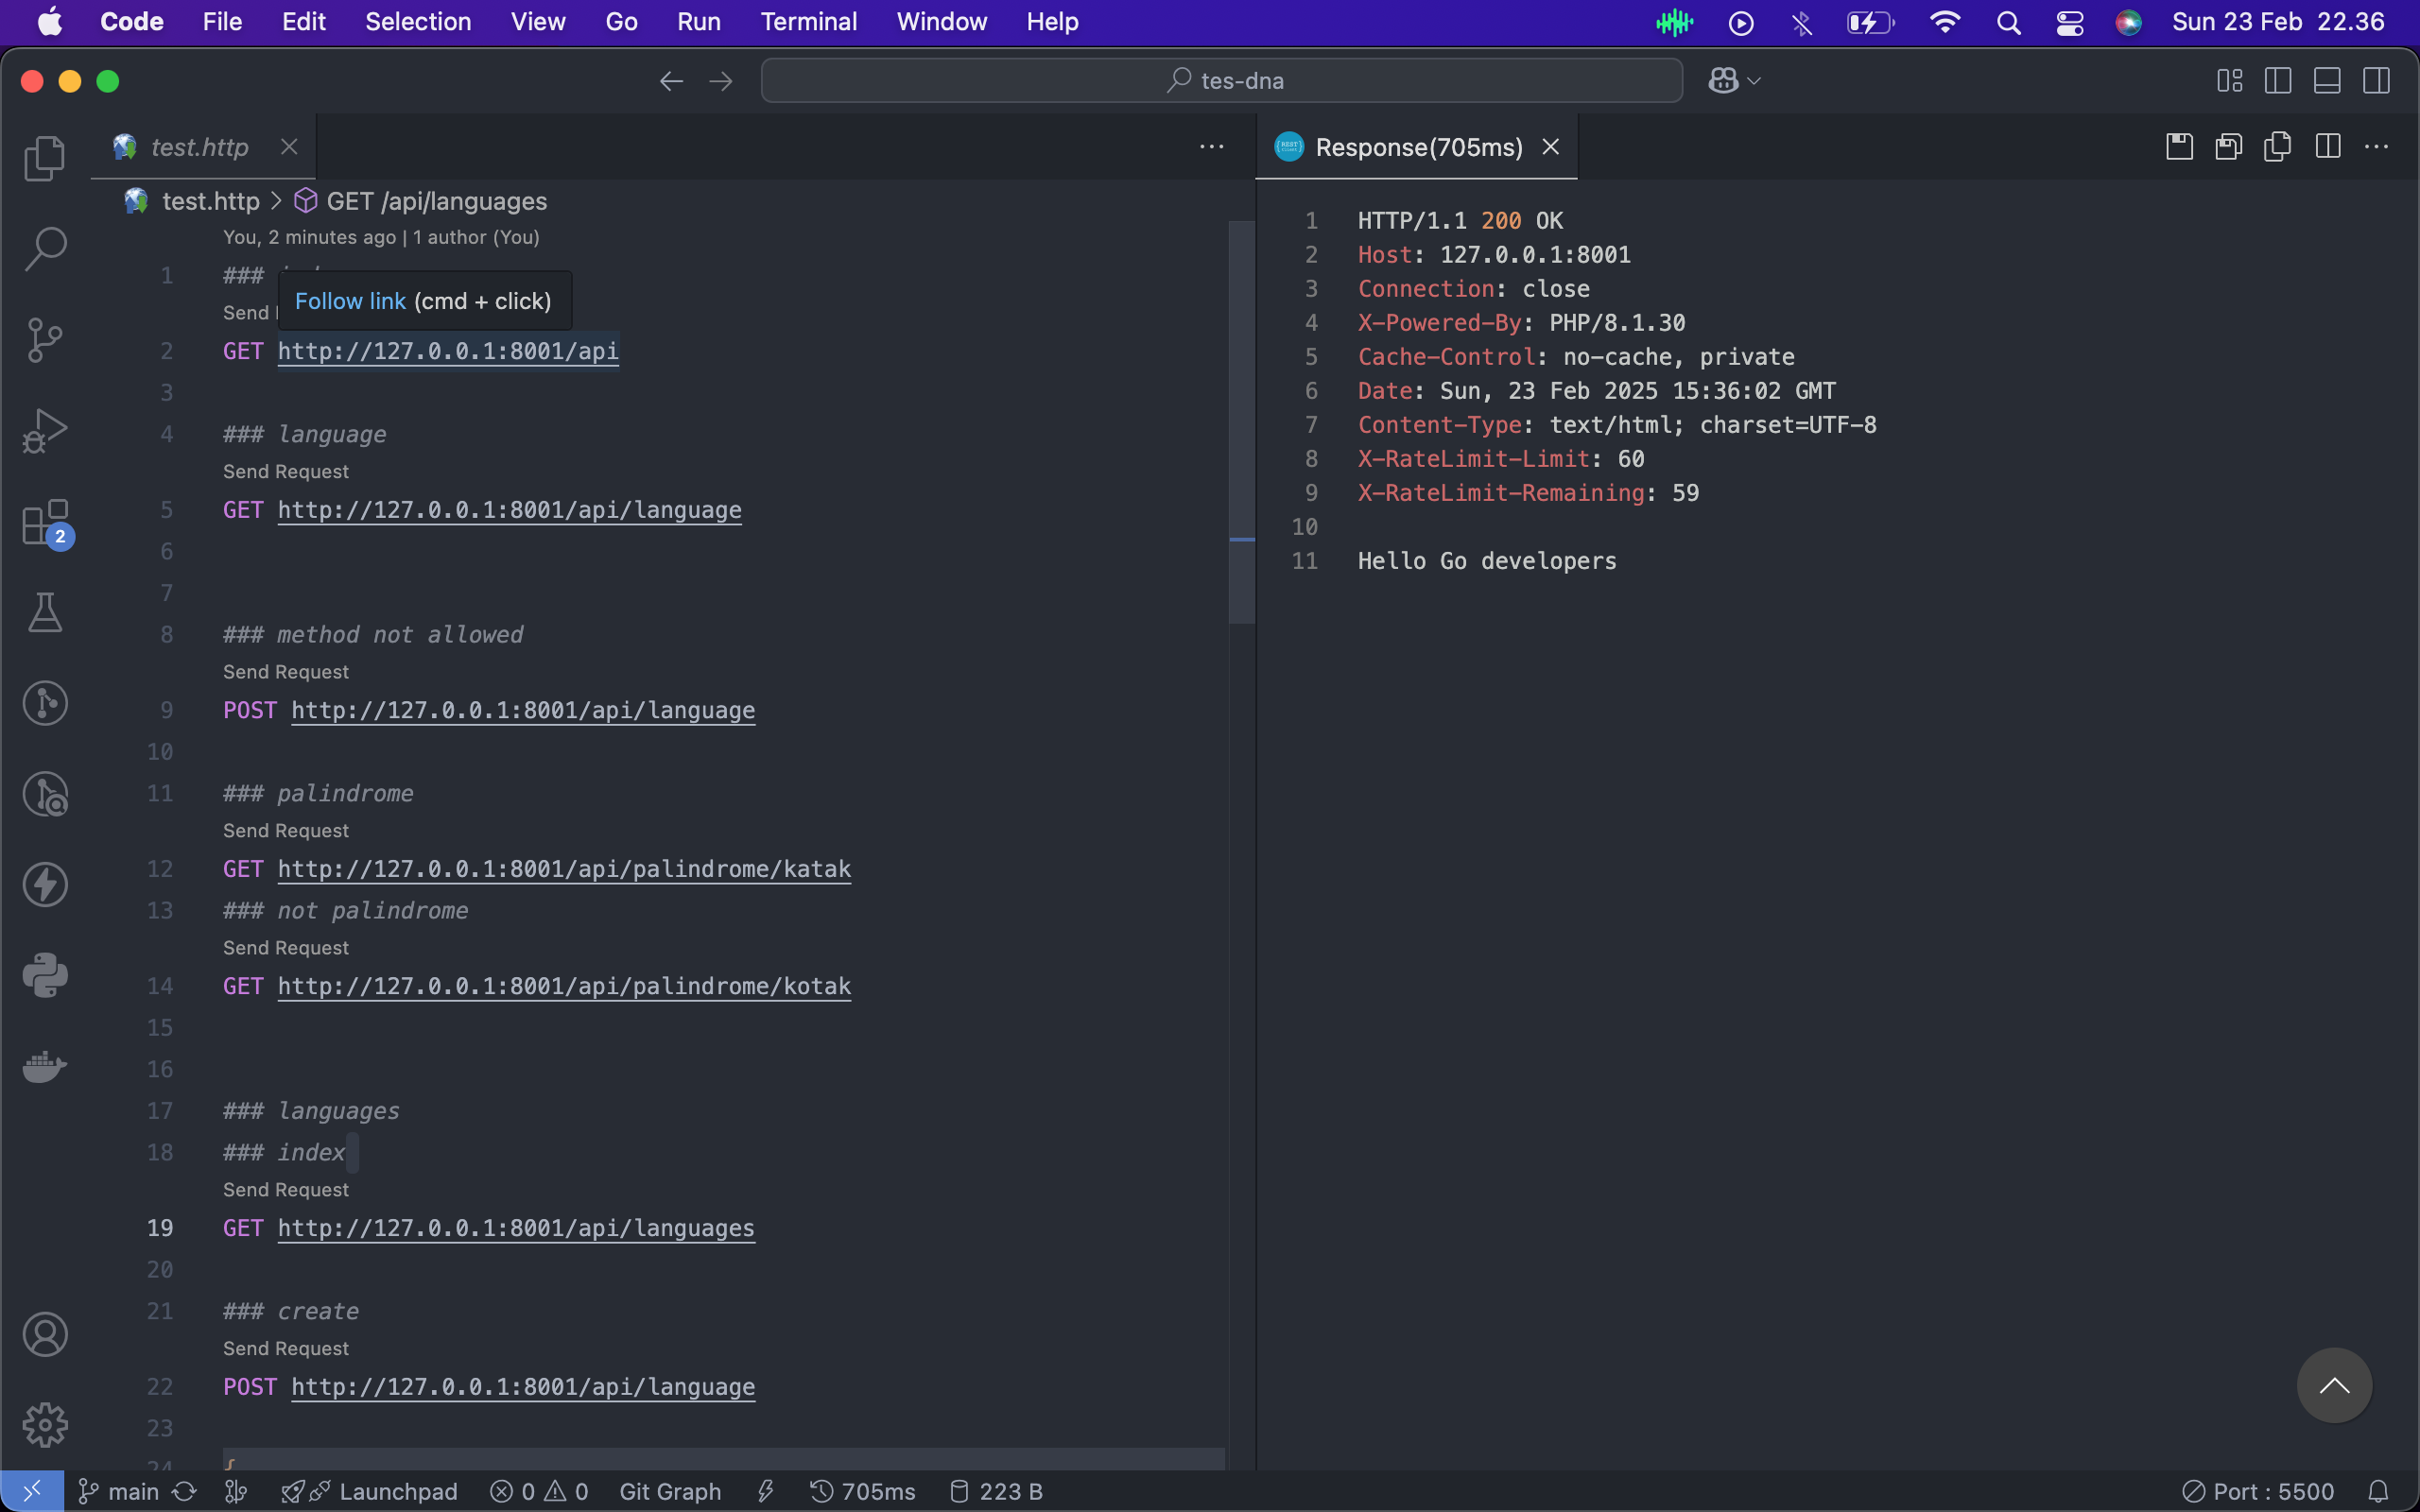 Code File Edit Selection View Go Run Terminal Window Help Sun 23 Feb 22.36
tes-dna
test.http
test.http > GET /api/languages
You, 2 minutes ago | 1 author (You)
1 ###
Follow link (cmd + click)
Send
2 GET http://127.0.0.1:8001/api
3
4 ### language
Send Request
5 GET http://127.0.0.1:8001/api/language
6
7
8 ### method not allowed
Send Request
9 POST http://127.0.0.1:8001/api/language
10
11 ### palindrome
Send Request
12 GET http://127.0.0.1:8001/api/palindrome/katak
13 ### not palindrome
Send Request
14 GET http://127.0.0.1:8001/api/palindrome/kotak
15
16
17 ### languages
18 ### index
Send Request
19 GET http://127.0.0.1:8001/api/languages
20
21 ### create
Send Request
22 POST http://127.0.0.1:8001/api/language
23
24 {
2
Response(705ms)
1 HTTP/1.1 200 OK
2 Host: 127.0.0.1:8001
3 Connection: close
4 X-Powered-By: PHP/8.1.30
5 Cache-Control: no-cache, private
6 Date: Sun, 23 Feb 2025 15:36:02 GMT
7 Content-Type: text/html; charset=UTF-8
8 X-RateLimit-Limit: 60
9 X-RateLimit-Remaining: 59
10
11 Hello Go developers
main Launchpad 0 0 Git Graph 705ms 223 B Port : 5500